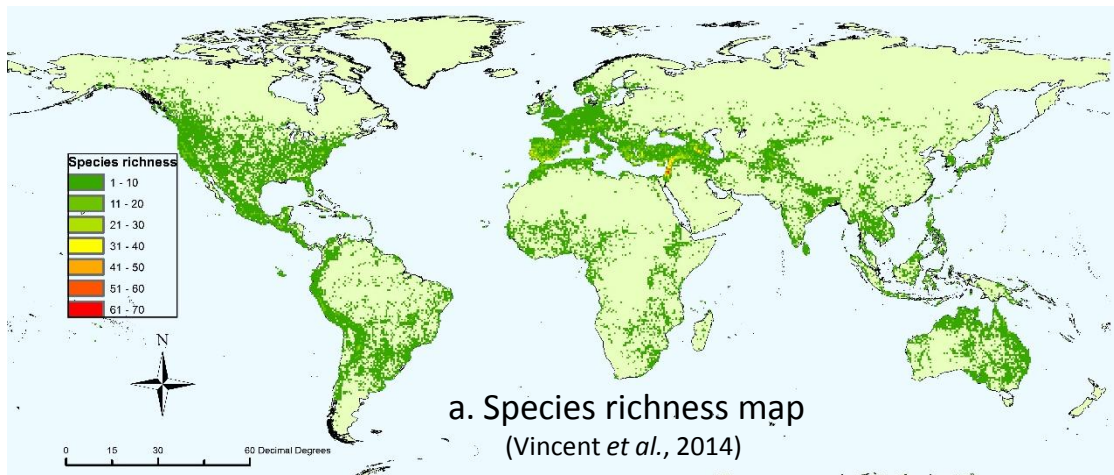 Species richness
1 - 10
11 - 20
21 - 30
31 - 40
41 - 50
51 - 60
61 - 70
N
a. Species richness map
(Vincent et al., 2014)
0 15 30 60 Decimal Degrees